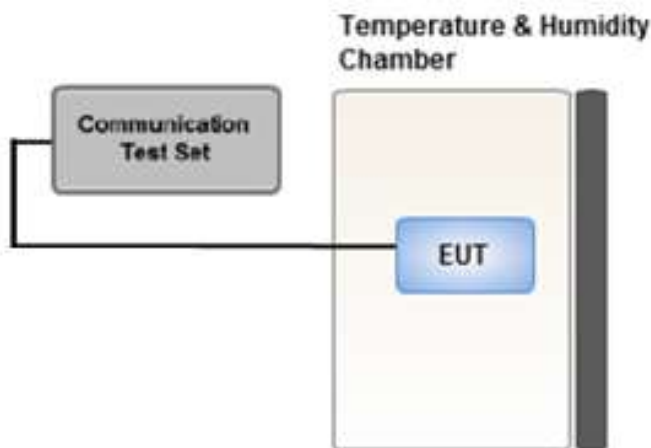 Temperature & Humidity
Chamber
Communication
Test Set
EUT